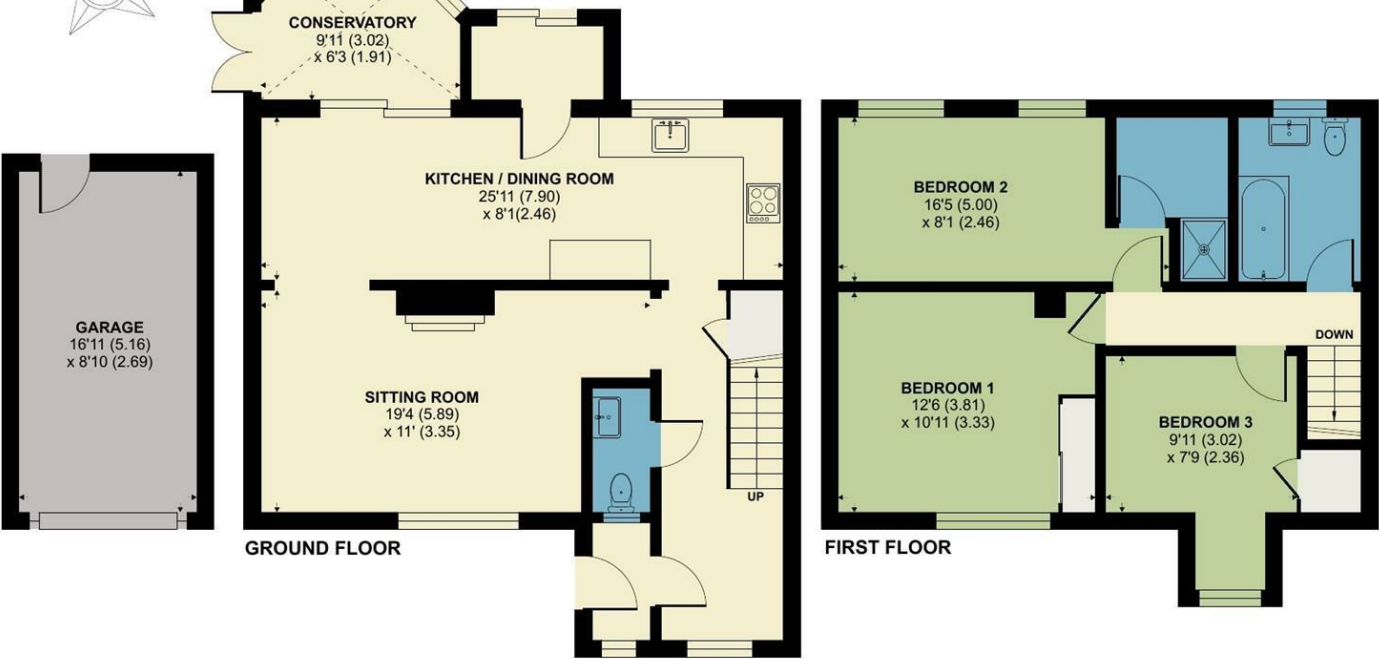 CONSERVATORY
9'11 (3.02)
x 6'3 (1.91)
KITCHEN / DINING ROOM
25'11 (7.90)
x 8'1(2.46)
GARAGE
16'11 (5.16)
x 8'10 (2.69)
SITTING ROOM
19'4 (5.89)
x 11' (3.35)
UP
GROUND FLOOR
BEDROOM 2
16'5 (5.00)
x 8'1 (2.46)
DOWN
BEDROOM 1
12'6 (3.81)
x 10'11 (3.33)
BEDROOM 3
9'11 (3.02)
x 7'9 (2.36)
FIRST FLOOR